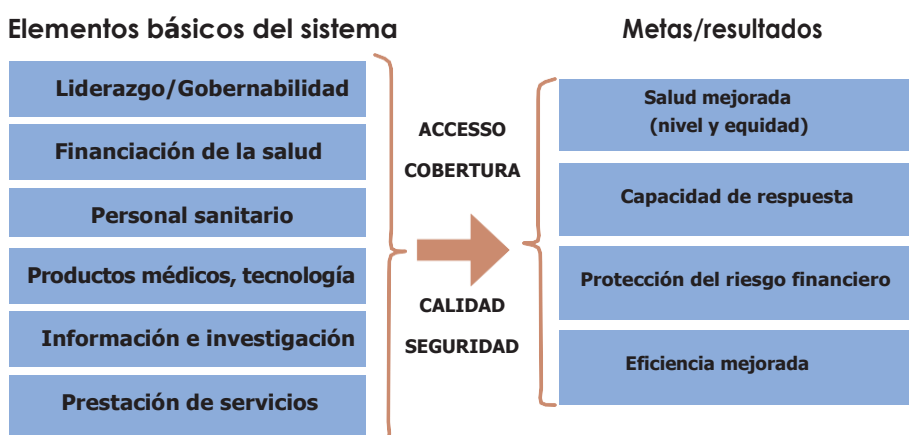 Elementos básicos del sistema
Liderazgo/Gobernabilidad
Financiación de la salud
Personal sanitario
Productos médicos, tecnología
Información e investigación
Prestación de servicios
ACCESSO
COBERTURA
CALIDAD
SEGURIDAD
Metas/resultados
Salud mejorada
(nivel y equidad)
Capacidad de respuesta
Protección del riesgo financiero
Eficiencia mejorada